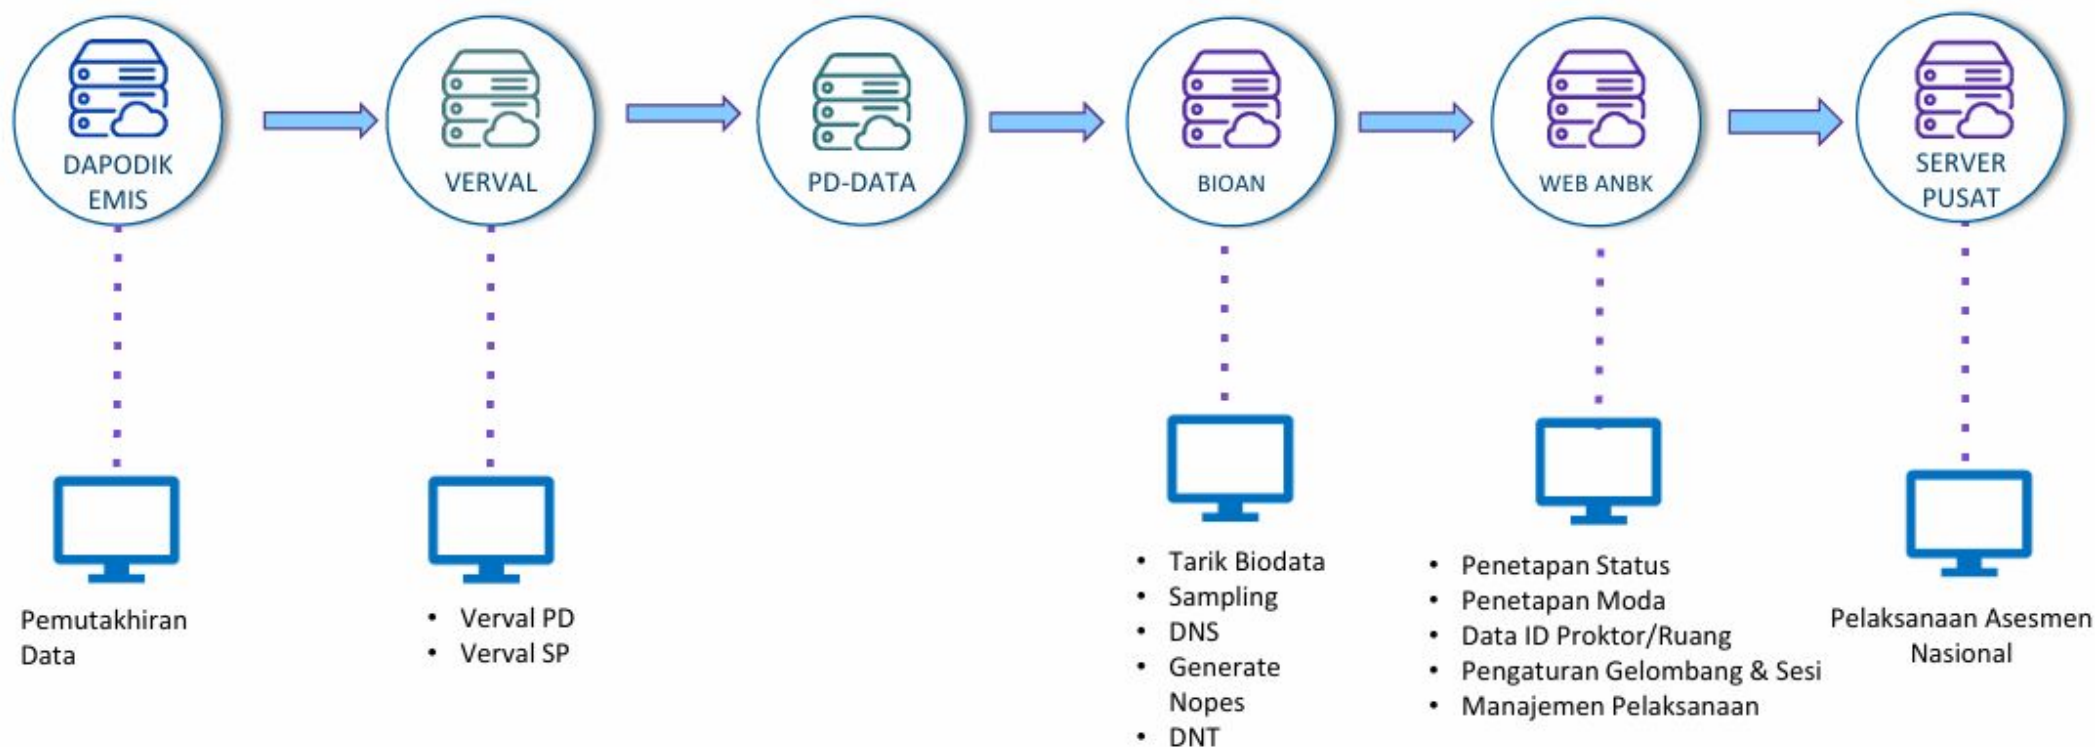 DAPODIK
EMIS
VERVAL
PD-DATA
BIOAN
WEB ANBK
SERVER
PUSAT
Pemutakhiran
Data
• Verval PD
• Verval SP
• Tarik Biodata
• Sampling
• DNS
• Generate
Nopes
• DNT
• Penetapan Status
• Penetapan Moda
• Data ID Proktor/Ruang
• Pengaturan Gelombang & Sesi
• Manajemen Pelaksanaan
Pelaksanaan Asesmen
Nasional